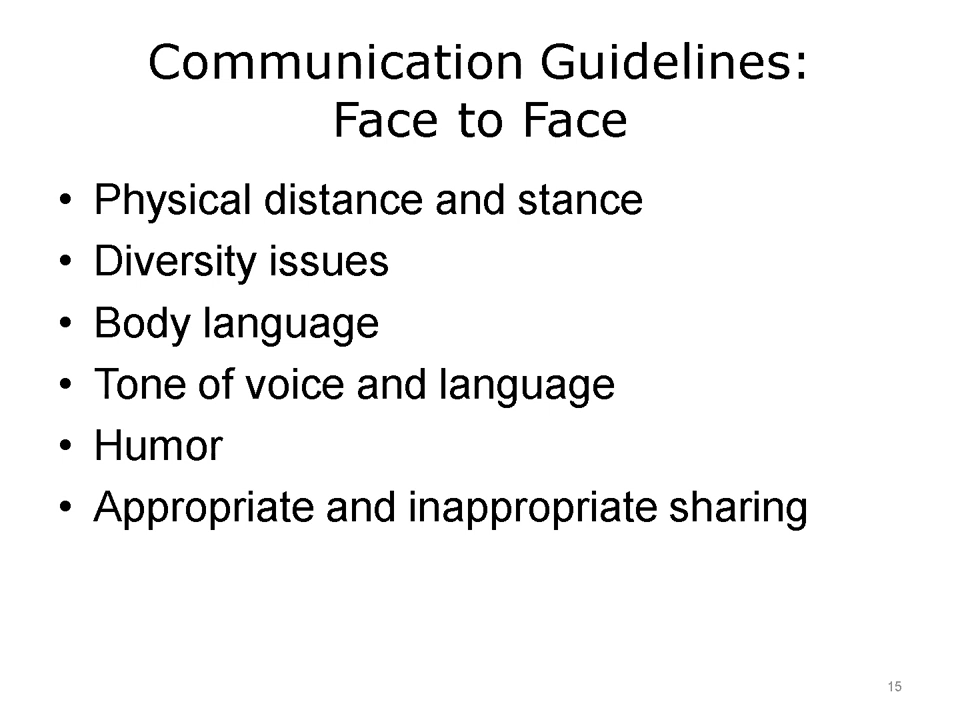 Communication Guidelines:
Face to Face
• Physical distance and stance
• Diversity issues
• Body language
• Tone of voice and language
• Humor
• Appropriate and inappropriate sharing
15